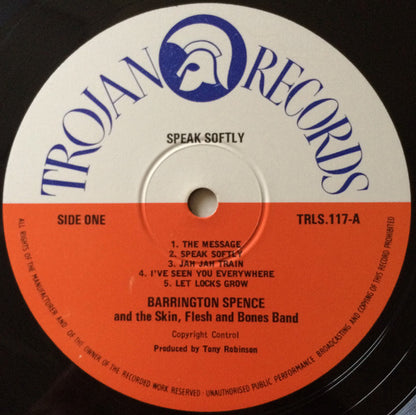 TROJAN RECORDS
SPEAK SOFTLY
SIDE ONE
TRLS.117-A
1. THE MESSAGE
2. SPEAK SOFTLY
3. JAH JAH TRAIN
4. I'VE SEEN YOU EVERYWHERE
5. LET LOCKS GROW
BARRINGTON SPENCE
and the Skin, Flesh and Bones Band
Copyright Control
Produced by Tony Robinson
ALL RIGHTS OF THE MANUFACTURER AND OF THE OWNER OF THE RECORDED WORK RESERVED · UNAUTHORISED PUBLIC PERFORMANCE BROADCASTING AND COPYING OF THIS RECORD PROHIBITED